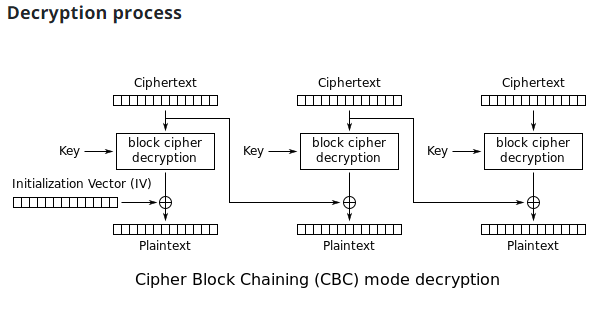 Decryption process
Ciphertext
Ciphertext
Ciphertext
Key
block cipher
decryption
Key
block cipher
decryption
Key
block cipher
decryption
Initialization Vector (IV)
Plaintext
Plaintext
Plaintext
Cipher Block Chaining (CBC) mode decryption